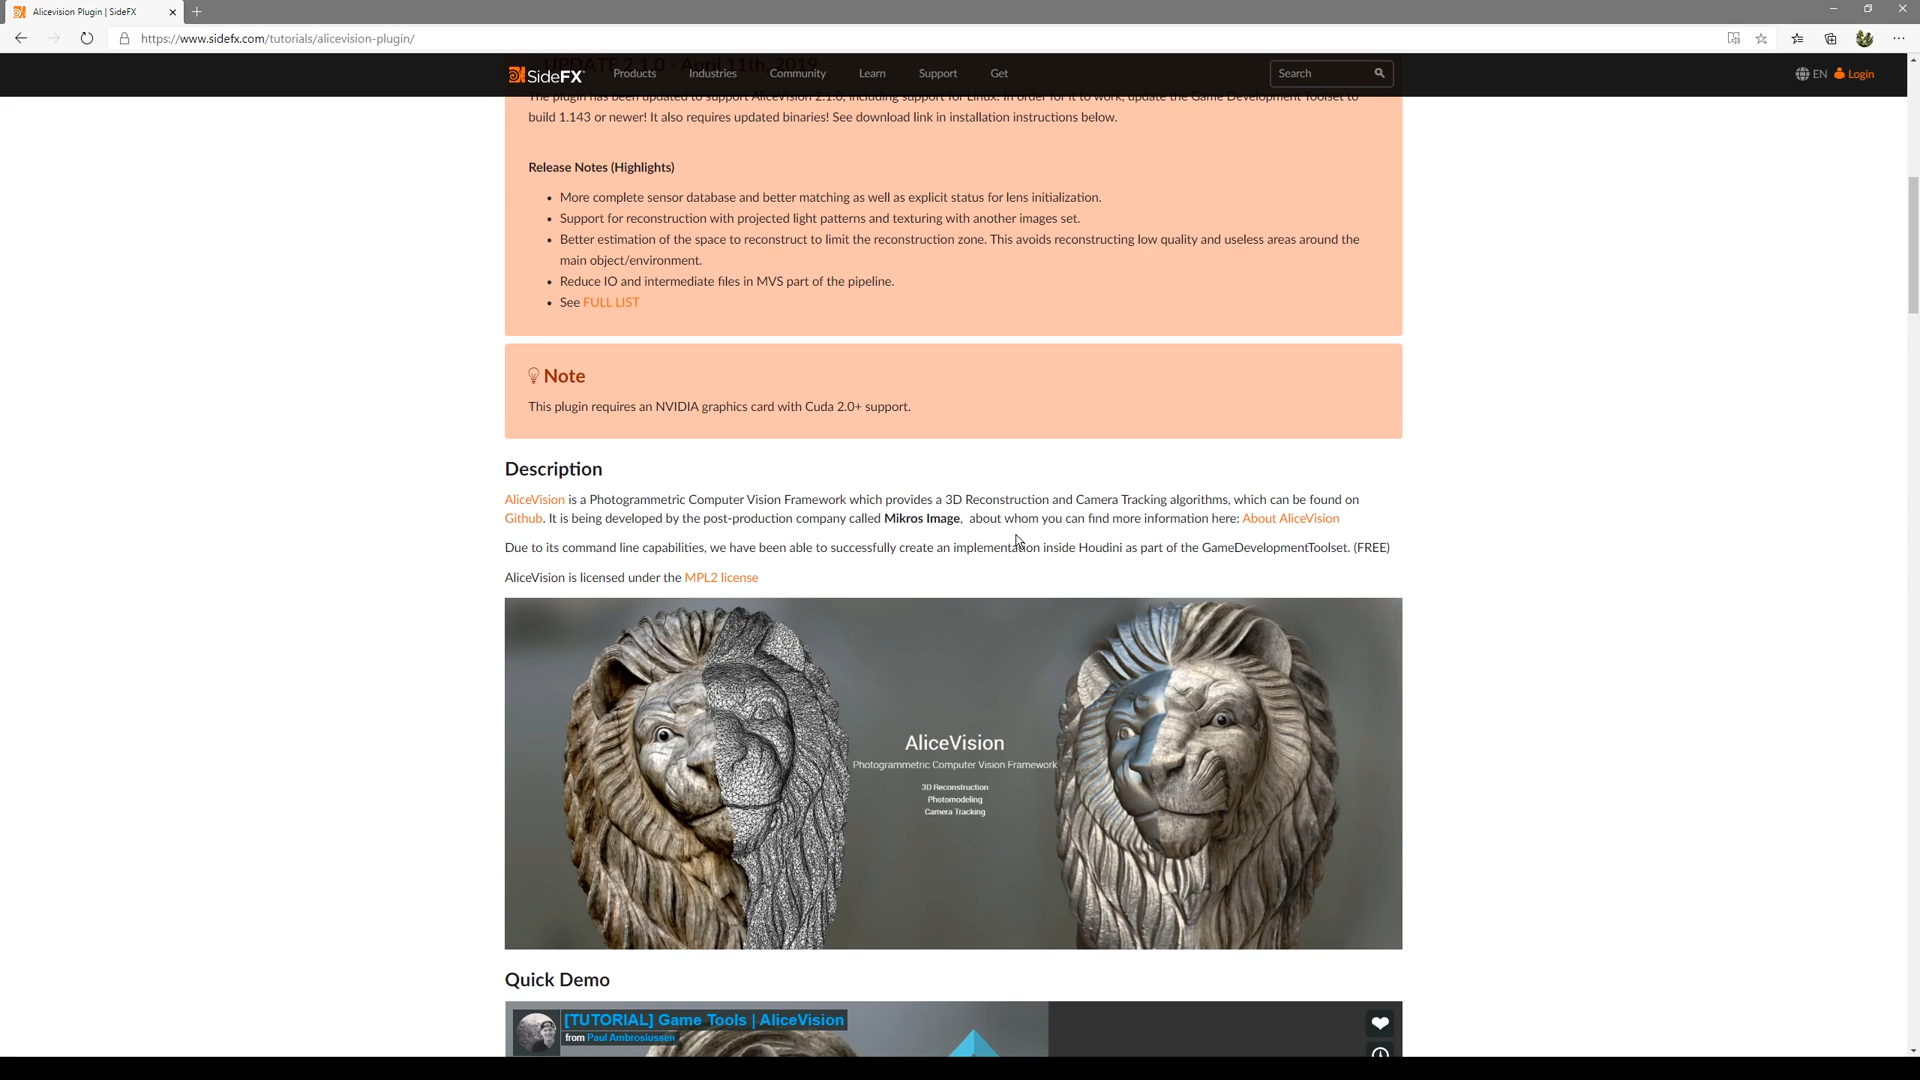 Alicevision Plugin | SideFX
https://www.sidefx.com/tutorials/alicevision-plugin/
UPDATE 2.1.0 - April 11th, 2019
SideFX Products Industries Community Learn Support Get Search EN Login
The plugin has been updated to support AliceVision 2.1.0, including support for Linux! In order for it to work, update the Game Development Toolset to
build 1.143 or newer! It also requires updated binaries! See download link in installation instructions below.
Release Notes (Highlights)
• More complete sensor database and better matching as well as explicit status for lens initialization.
• Support for reconstruction with projected light patterns and texturing with another images set.
• Better estimation of the space to reconstruct to limit the reconstruction zone. This avoids reconstructing low quality and useless areas around the
main object/environment.
• Reduce IO and intermediate files in MVS part of the pipeline.
• See FULL LIST
Note
This plugin requires an NVIDIA graphics card with Cuda 2.0+ support.
Description
AliceVision is a Photogrammetric Computer Vision Framework which provides a 3D Reconstruction and Camera Tracking algorithms, which can be found on
Github. It is being developed by the post-production company called Mikros Image, about whom you can find more information here: About AliceVision
Due to its command line capabilities, we have been able to successfully create an implementation inside Houdini as part of the GameDevelopmentToolset. (FREE)
AliceVision is licensed under the MPL2 license
AliceVision
Photogrammetric Computer Vision Framework
3D Reconstruction
Photomodeling
Camera Tracking
Quick Demo
[TUTORIAL] Game Tools | AliceVision
from Paul Ambrosiussen